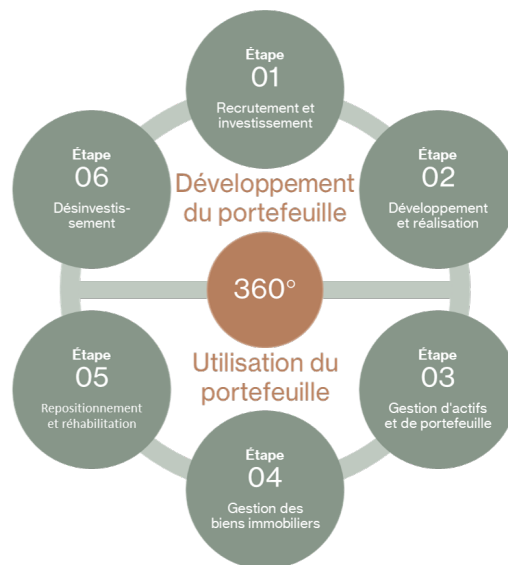 Étape
01
Recrutement et
investissement
Étape
02
Développement
et réalisation
Étape
03
Gestion d'actifs
et de portefeuille
Étape
04
Gestion des
biens immobiliers
Étape
05
Repositionnement
et réhabilitation
Étape
06
Désinvestis-
sement
Développement
du portefeuille
360°
Utilisation du
portefeuille